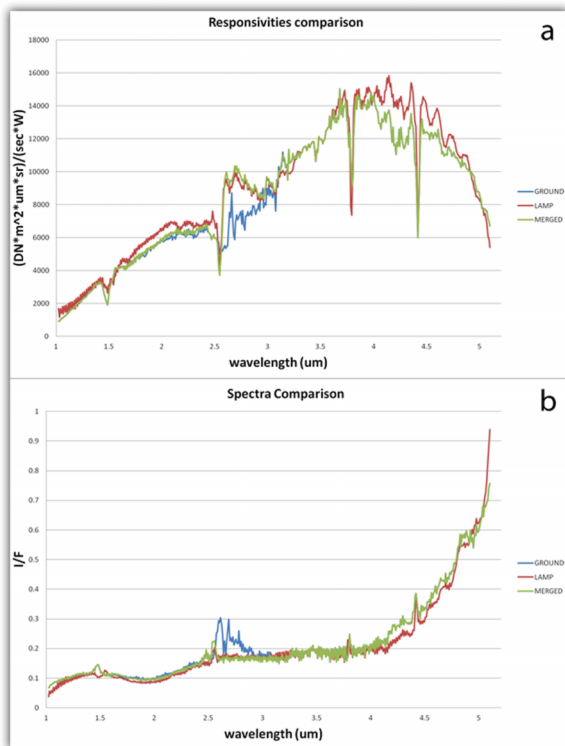 Responsivities comparison
a
(DN*m^2*um*sr)/(sec*W)
18000
16000
14000
12000
10000
8000
6000
4000
2000
0
1
1.5
2
2.5
3
3.5
4
4.5
5
wavelength (um)
GROUND
LAMP
MERGED
Spectra Comparison
b
I/F
1
0.9
0.8
0.7
0.6
0.5
0.4
0.3
0.2
0.1
0
1
1.5
2
2.5
3
3.5
4
4.5
5
wavelength (um)
GROUND
LAMP
MERGED